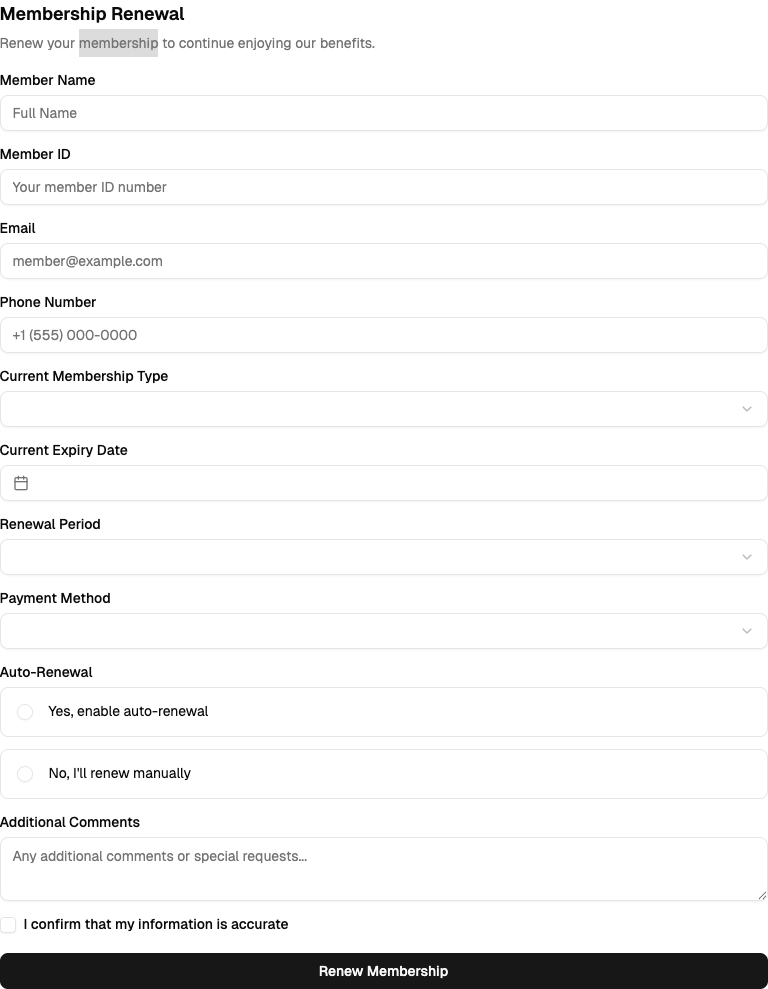 Membership Renewal
Renew your membership to continue enjoying our benefits.
Member Name
Full Name
Member ID
Your member ID number
Email
member@example.com
Phone Number
+1 (555) 000-0000
Current Membership Type
Current Expiry Date
Renewal Period
Payment Method
Auto-Renewal
Yes, enable auto-renewal
No, I'll renew manually
Additional Comments
Any additional comments or special requests...
I confirm that my information is accurate
Renew Membership